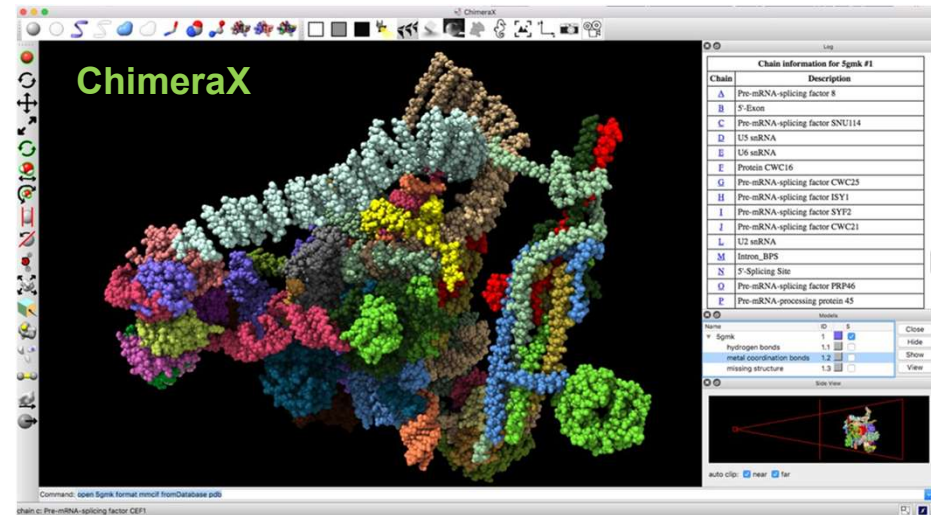 ChimeraX
ChimeraX
Log
Chain information for 5gmk #1
Chain Description
A Pre-mRNA-splicing factor 8
B 5'-Exon
C Pre-mRNA-splicing factor SNU114
D U5 snRNA
E U6 snRNA
F Protein CWC16
G Pre-mRNA-splicing factor CWC25
H Pre-mRNA-splicing factor ISY1
I Pre-mRNA-splicing factor SYF2
J Pre-mRNA-splicing factor CWC21
L U2 snRNA
M Intron_BPS
N 5'-Splicing Site
O Pre-mRNA-splicing factor PRP46
P Pre-mRNA-processing protein 45
Models
Name ID S
5gmk 1
hydrogen bonds 1.1
metal coordination bonds 1.2
missing structure 1.3
Close
Hide
Show
View
Side View
auto clip: near far
Command: open 5gmk format mmcif fromDatabase pdb
chain c: Pre-mRNA-splicing factor CEF1